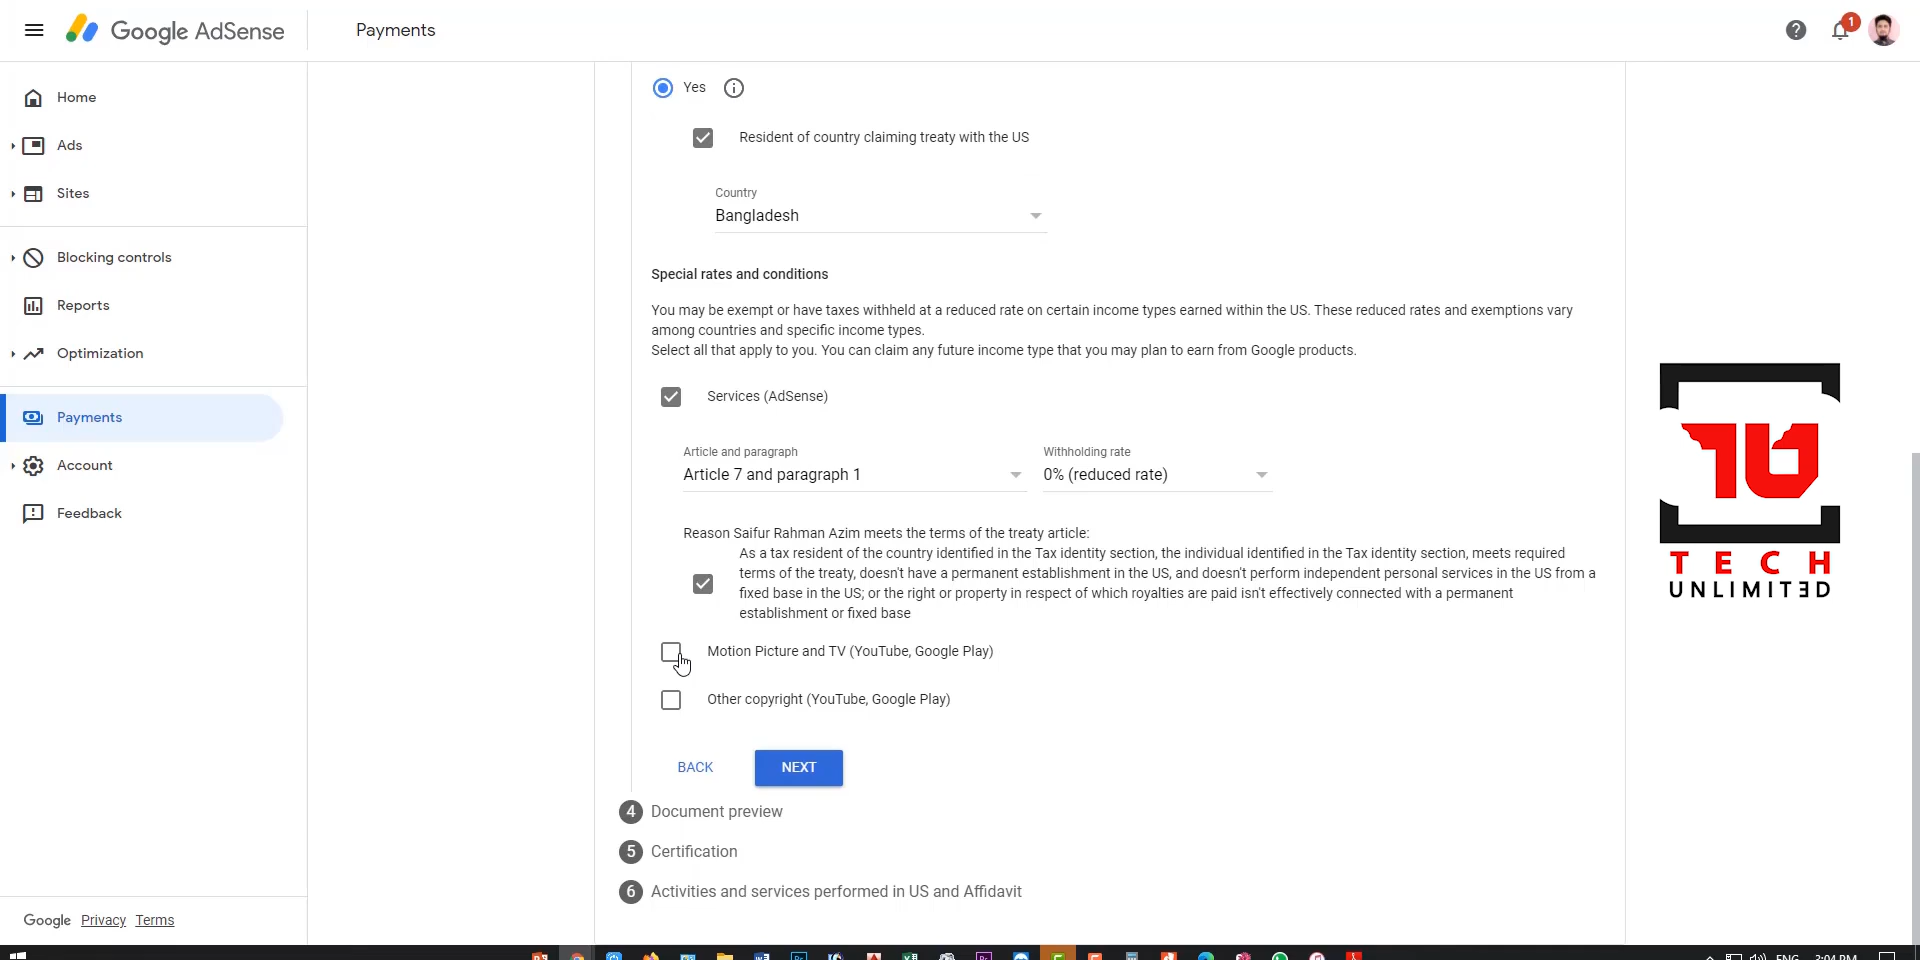 Google AdSense
Payments
1
Home
Ads
Sites
Blocking controls
Reports
Optimization
Payments
Account
Feedback
Google Privacy Terms
Yes
Resident of country claiming treaty with the US
Country
Bangladesh
Special rates and conditions
You may be exempt or have taxes withheld at a reduced rate on certain income types earned within the US. These reduced rates and exemptions vary
among countries and specific income types.
Select all that apply to you. You can claim any future income type that you may plan to earn from Google products.
Services (AdSense)
Article and paragraph
Article 7 and paragraph 1
Withholding rate
0% (reduced rate)
Reason Saifur Rahman Azim meets the terms of the treaty article:
As a tax resident of the country identified in the Tax identity section, the individual identified in the Tax identity section, meets required
terms of the treaty, doesn't have a permanent establishment in the US, and doesn't perform independent personal services in the US from a
fixed base in the US; or the right or property in respect of which royalties are paid isn't effectively connected with a permanent
establishment or fixed base
Motion Picture and TV (YouTube, Google Play)
Other copyright (YouTube, Google Play)
BACK
NEXT
4 Document preview
5 Certification
6 Activities and services performed in US and Affidavit
TECH
UNLIMITED
ENG
3:04 PM